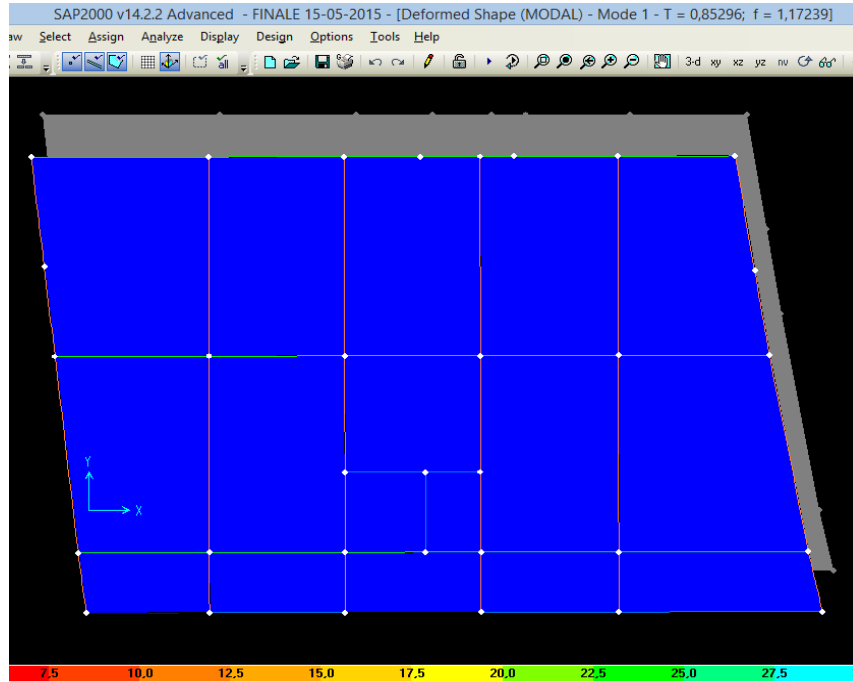 SAP2000 v14.2.2 Advanced - FINALE 15-05-2015 - [Deformed Shape (MODAL) - Mode 1 - T = 0,85296; f = 1,17239]
aw Select Assign Analyze Display Design Options Tools Help
all 3-d xy xz yz nv
Y
X
7,5 10,0 12,5 15,0 17,5 20,0 22,5 25,0 27,5